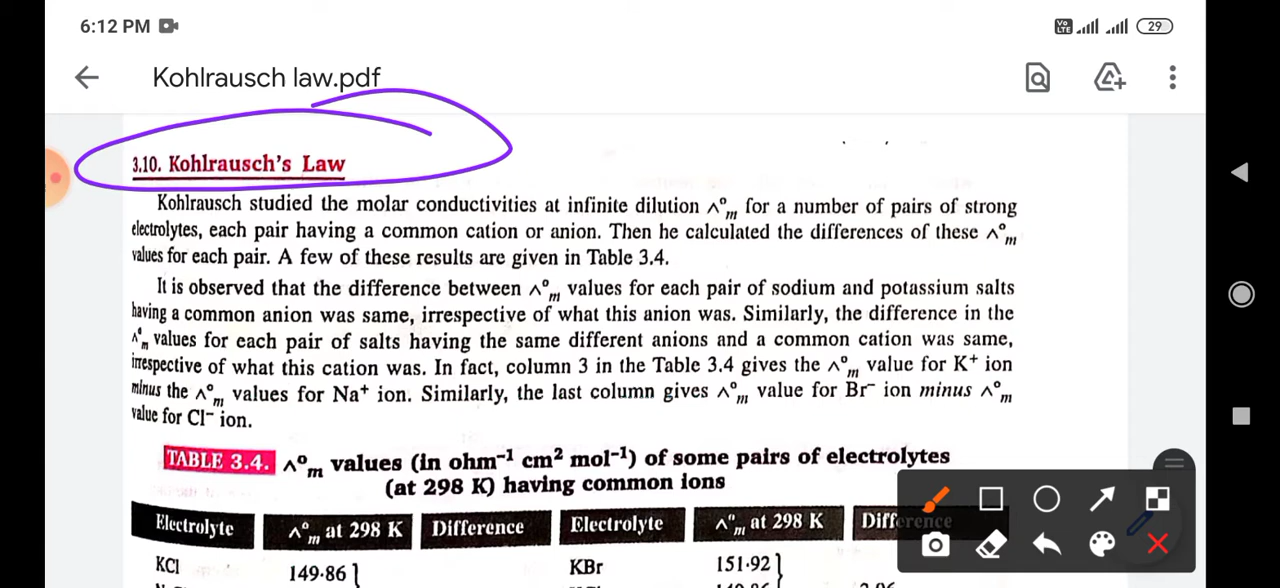 6:12 PM
Vo LTE
29
Kohlrausch law.pdf
3.10. Kohlrausch's Law
Kohlrausch studied the molar conductivities at infinite dilution ∧°m for a number of pairs of strong
electrolytes, each pair having a common cation or anion. Then he calculated the differences of these ∧°m
values for each pair. A few of these results are given in Table 3.4.
It is observed that the difference between ∧°m values for each pair of sodium and potassium salts
having a common anion was same, irrespective of what this anion was. Similarly, the difference in the
∧°m values for each pair of salts having the same different anions and a common cation was same,
irrespective of what this cation was. In fact, column 3 in the Table 3.4 gives the ∧°m value for K⁺ ion
minus the ∧°m values for Na⁺ ion. Similarly, the last column gives ∧°m value for Br⁻ ion minus ∧°m
value for Cl⁻ ion.
TABLE 3.4. ∧°m values (in ohm⁻¹ cm² mol⁻¹) of some pairs of electrolytes
(at 298 K) having common ions
Electrolyte ∧°m at 298 K Difference Electrolyte ∧°m at 298 K Difference
KCl 149·86 KBr 151·92